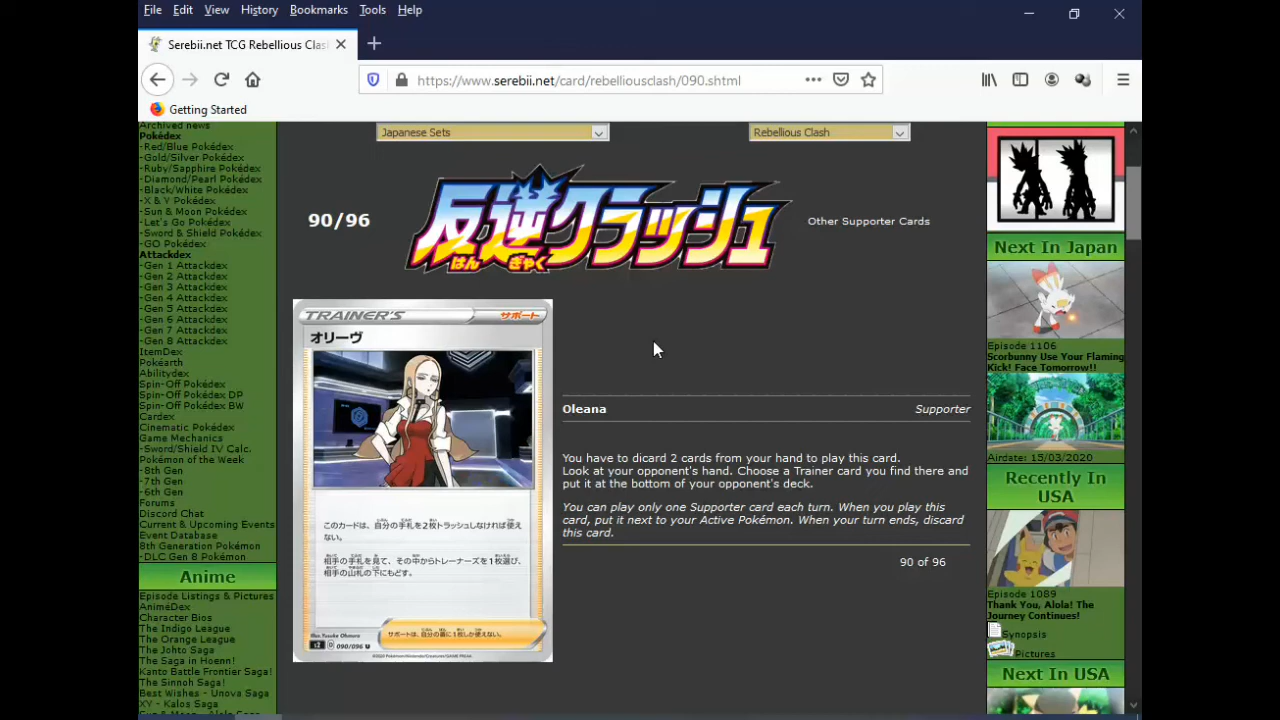 File Edit View History Bookmarks Tools Help
Serebii.net TCG Rebellious Clas
https://www.serebii.net/card/rebelliousclash/090.shtml
Getting Started
Archived news
Pokédex
-Red/Blue Pokédex
-Gold/Silver Pokédex
-Ruby/Sapphire Pokédex
-Diamond/Pearl Pokédex
-Black/White Pokédex
-X & Y Pokédex
-Sun & Moon Pokédex
-Let's Go Pokédex
-Sword & Shield Pokédex
-GO Pokédex
Attackdex
-Gen 1 Attackdex
-Gen 2 Attackdex
-Gen 3 Attackdex
-Gen 4 Attackdex
-Gen 5 Attackdex
-Gen 6 Attackdex
-Gen 7 Attackdex
-Gen 8 Attackdex
ItemDex
Pokéarth
Abilitydex
Spin-Off Pokédex
Spin-Off Pokédex DP
Spin-Off Pokédex BW
Cardex
Cinematic Pokédex
Game Mechanics
-Sword/Shield IV Calc.
Pokémon of the Week
-8th Gen
-7th Gen
-6th Gen
Forums
Discord Chat
Current & Upcoming Events
Event Database
8th Generation Pokémon
-DLC Gen 8 Pokémon
Anime
Episode Listings & Pictures
AniméDex
Character Bios
The Indigo League
The Orange League
The Johto Saga
The Saga in Hoenn!
Kanto Battle Frontier Saga!
The Sinnoh Saga!
Best Wishes - Unova Saga
XY - Kalos Saga
Japanese Sets
Rebellious Clash
90/96
反逆クラッシュ
はん ぎゃく
Other Supporter Cards
TRAINER'S サポート
オリーヴ
このカードは、自分の手札を2枚トラッシュしなければ使え
ない。
相手の手札を見て、その中からトレーナーズを1枚選び、
相手の山札の下にもどす。
サポートは、自分の番に1枚しか使えない。
Illus. Yusuke Ohmura
S2 D 090/096 U
©2020 Pokémon/Nintendo/Creatures/GAME FREAK.
Oleana
Supporter
You have to dicard 2 cards from your hand to play this card.
Look at your opponent's hand. Choose a Trainer card you find there and
put it at the bottom of your opponent's deck.
You can play only one Supporter card each turn. When you play this
card, put it next to your Active Pokémon. When your turn ends, discard
this card.
90 of 96
Next In Japan
Episode 1106
Scorbunny Use Your Flaming
Kick! Face Tomorrow!!
Airdate: 15/03/2020
Recently In
USA
Episode 1089
Thank You, Alola! The
Journey Continues!
Synopsis
Pictures
Next In USA